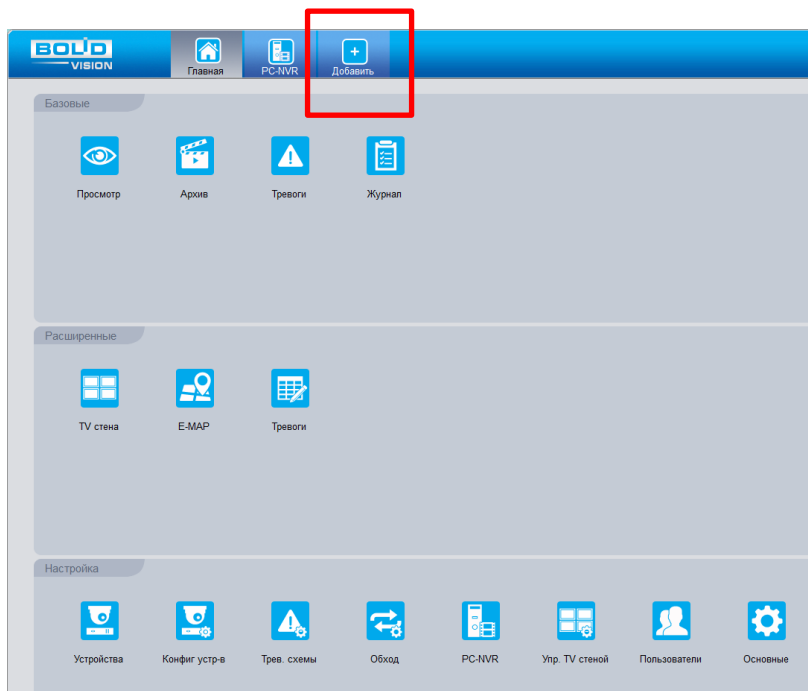 BOLID
VISION
Главная
PC-NVR
Добавить
Базовые
Просмотр
Архив
Тревоги
Журнал
Расширенные
TV стена
E-MAP
Тревоги
Настройка
Устройства
Конфиг устр-в
Трев. схемы
Обход
PC-NVR
Упр. TV стеной
Пользователи
Основные